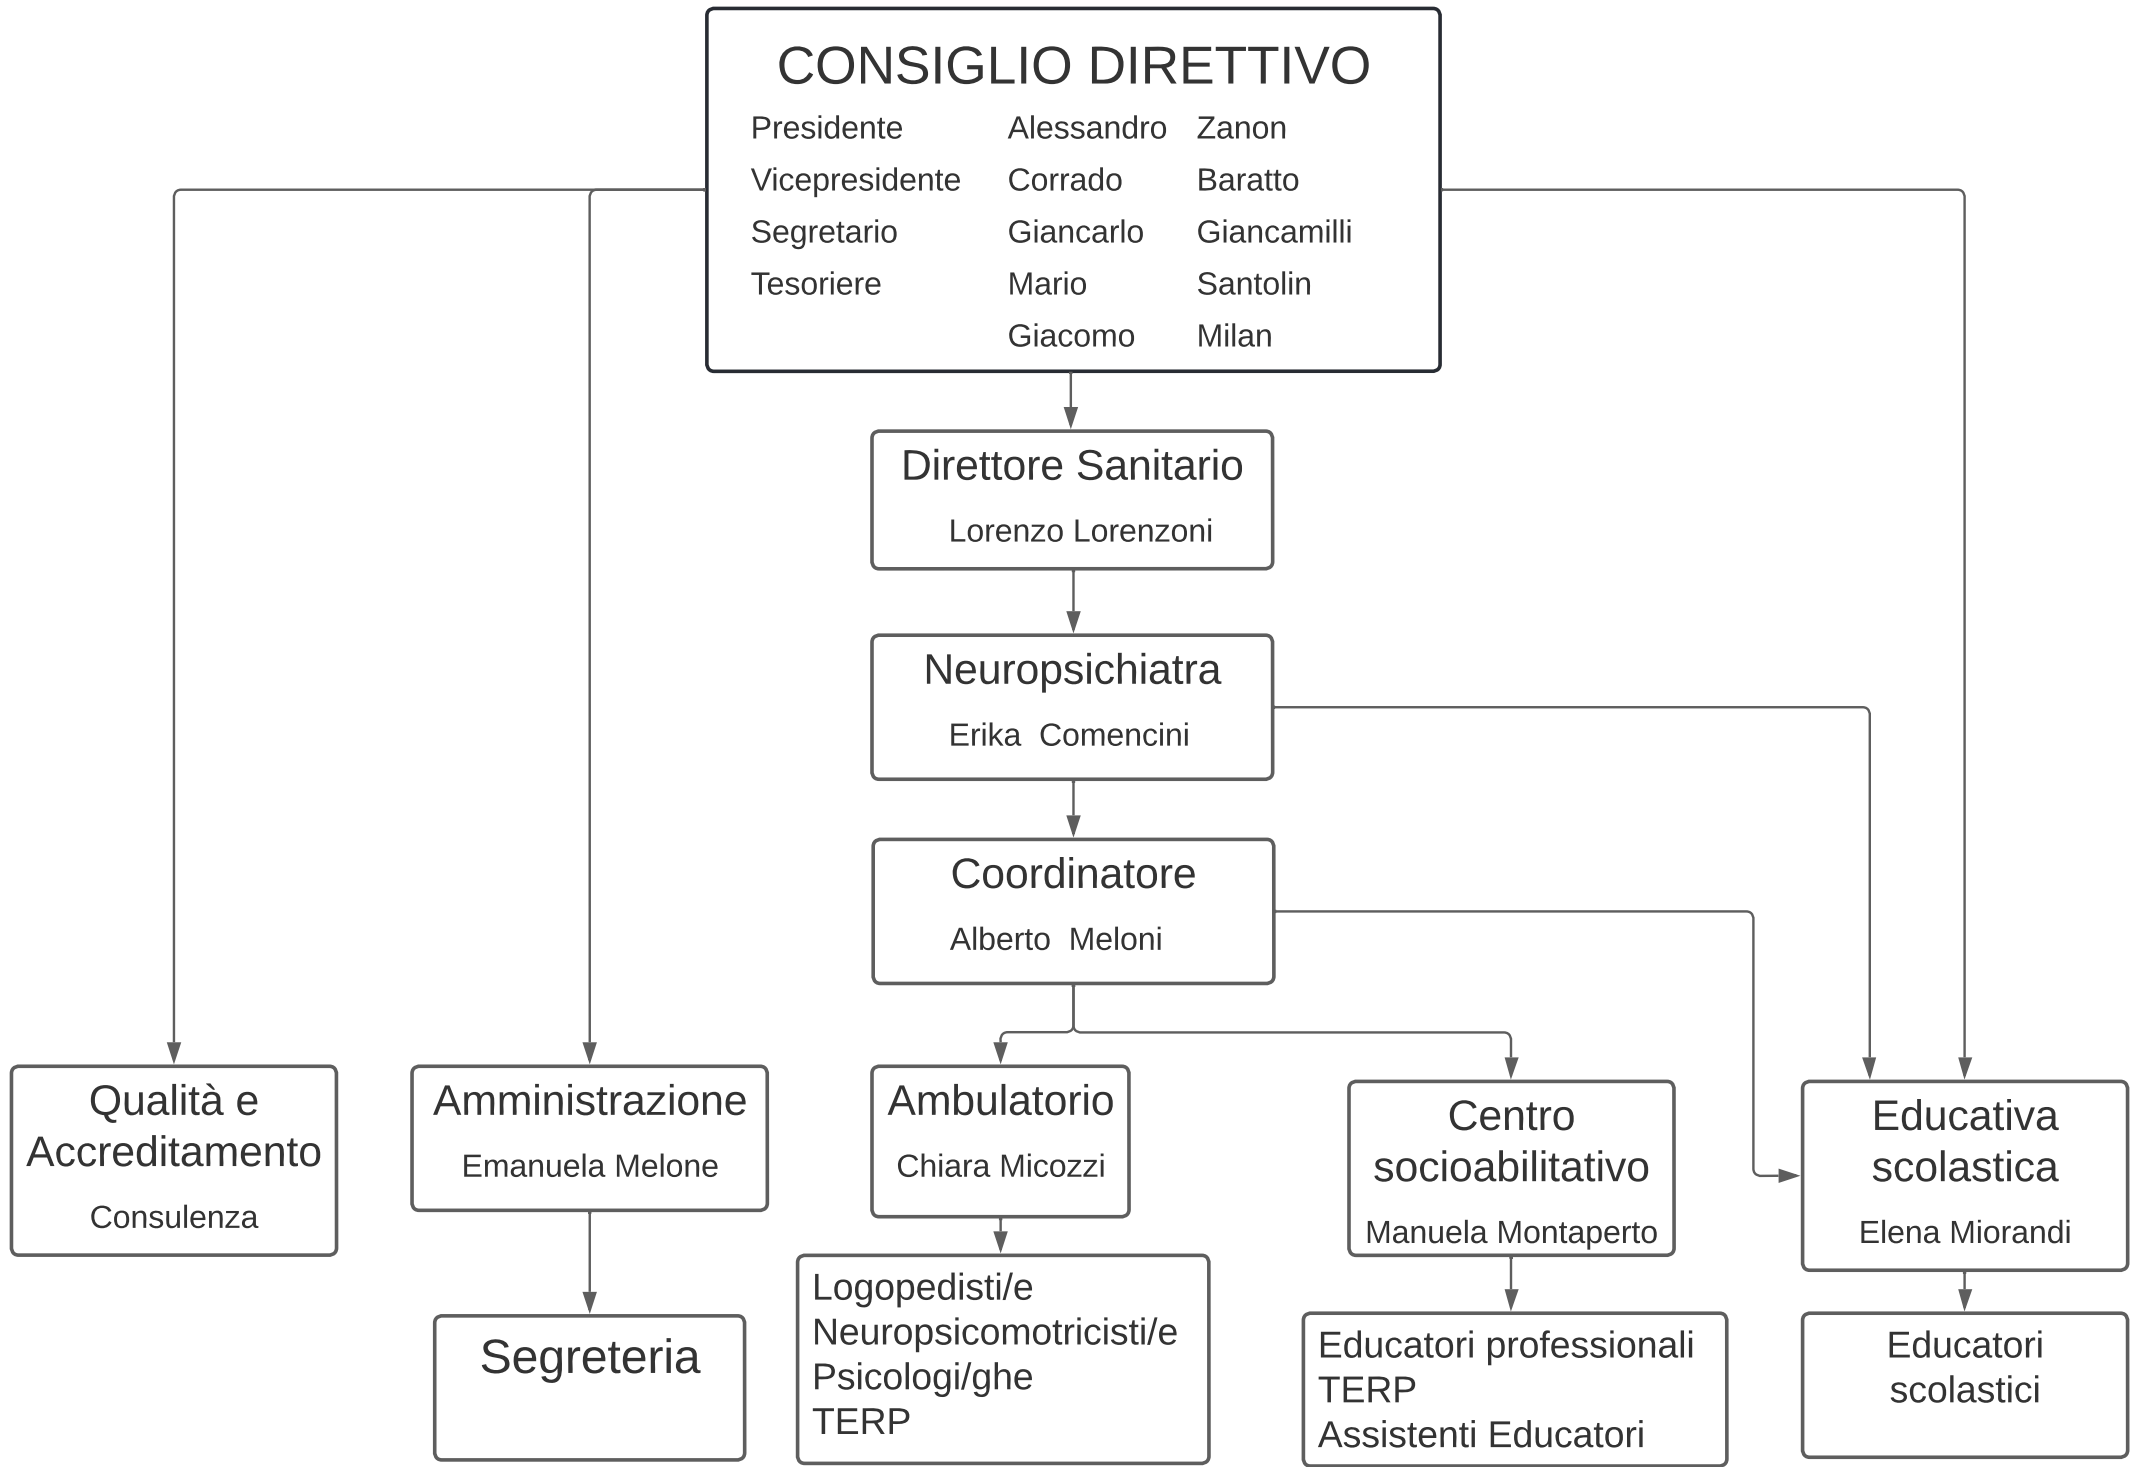 CONSIGLIO DIRETTIVO
Presidente Alessandro Zanon
Vicepresidente Corrado Baratto
Segretario Giancarlo Giancamilli
Tesoriere Mario Santolin
Giacomo Milan
Direttore Sanitario
Lorenzo Lorenzoni
Neuropsichiatra
Erika Comencini
Coordinatore
Alberto Meloni
Qualità e
Accreditamento
Consulenza
Amministrazione
Emanuela Melone
Segreteria
Ambulatorio
Chiara Micozzi
Logopedisti/e
Neuropsicomotricisti/e
Psicologi/ghe
TERP
Centro
socioabilitativo
Manuela Montaperto
Educatori professionali
TERP
Assistenti Educatori
Educativa
scolastica
Elena Miorandi
Educatori
scolastici